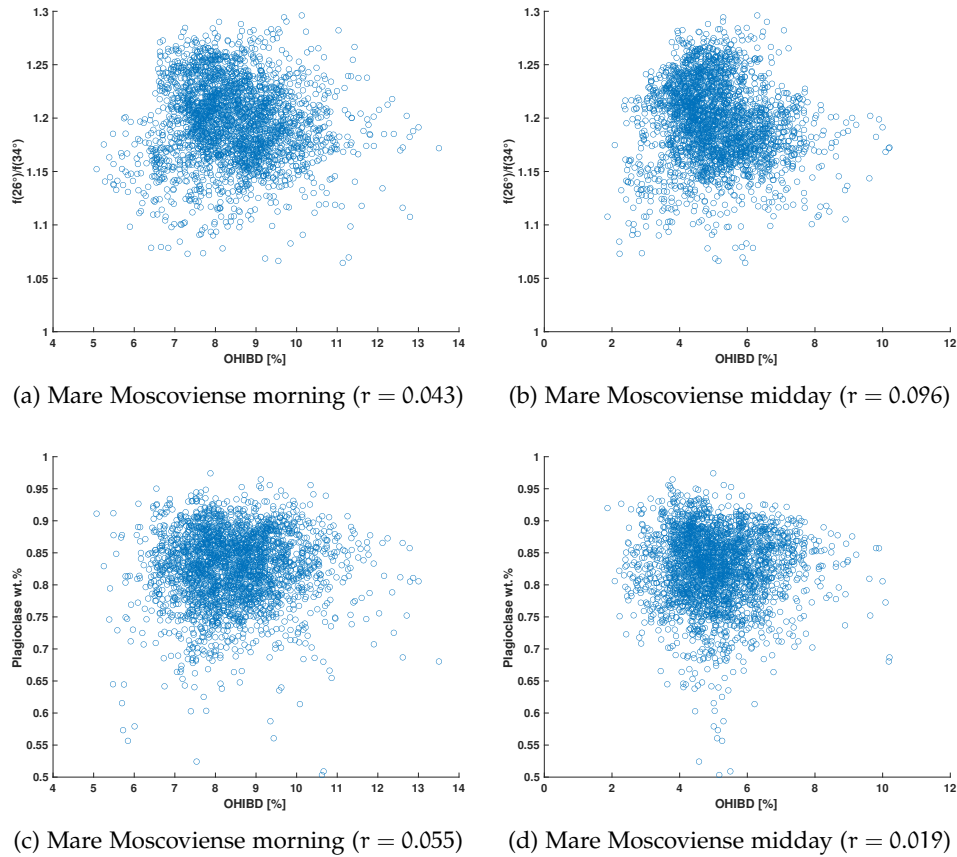 1.3
1.25
1.2
1.15
1.1
1.05
1
f(26°)/f(34°)
4 5 6 7 8 9 10 11 12 13 14
OHIBD [%]
(a) Mare Moscoviense morning (r = 0.043)
1.3
1.25
1.2
1.15
1.1
1.05
1
f(26°)/f(34°)
0 2 4 6 8 10 12
OHIBD [%]
(b) Mare Moscoviense midday (r = 0.096)
1
0.95
0.9
0.85
0.8
0.75
0.7
0.65
0.6
0.55
0.5
Plagioclase wt.%
4 5 6 7 8 9 10 11 12 13 14
OHIBD [%]
(c) Mare Moscoviense morning (r = 0.055)
1
0.95
0.9
0.85
0.8
0.75
0.7
0.65
0.6
0.55
0.5
Plagioclase wt.%
0 2 4 6 8 10 12
OHIBD [%]
(d) Mare Moscoviense midday (r = 0.019)